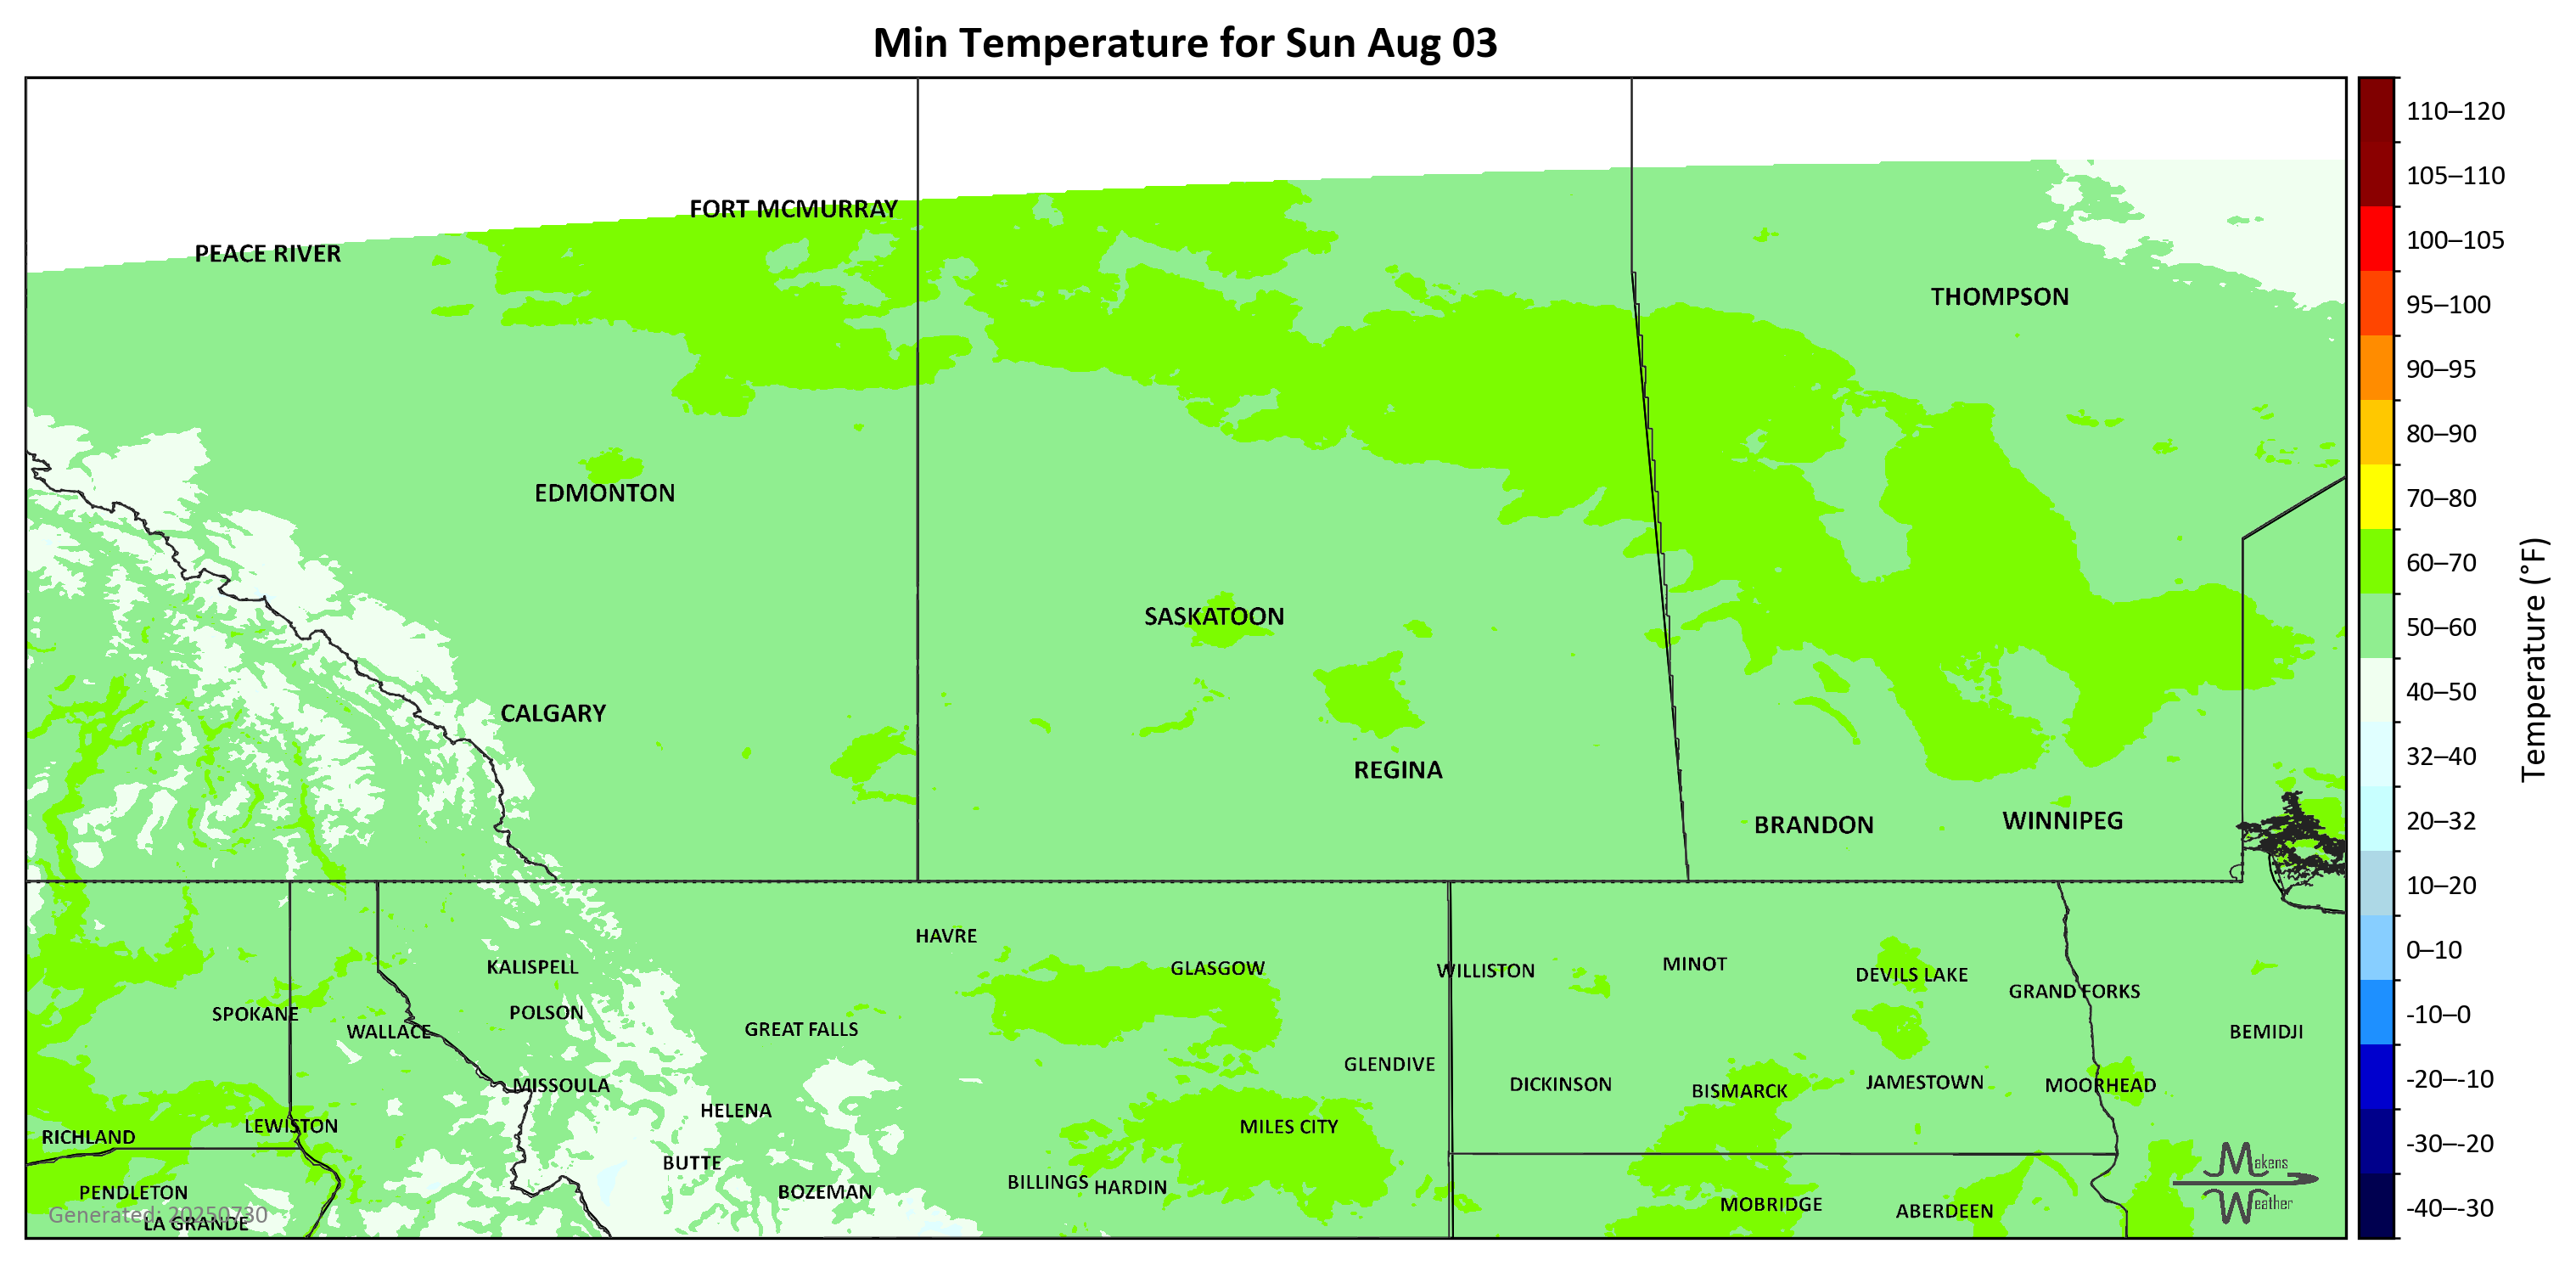 Min Temperature for Sun Aug 03
FORT MCMURRAY
PEACE RIVER
THOMPSON
EDMONTON
SASKATOON
CALGARY
REGINA
BRANDON
WINNIPEG
HAVRE
KALISPELL
GLASGOW
WILLISTON
MINOT
DEVILS LAKE
GRAND FORKS
SPOKANE
POLSON
WALLACE
GREAT FALLS
BEMIDJI
GLENDIVE
MISSOULA
DICKINSON
BISMARCK
JAMESTOWN
MOORHEAD
HELENA
LEWISTON
MILES CITY
RICHLAND
BUTTE
BILLINGS
HARDIN
PENDLETON
BOZEMAN
MOBRIDGE
ABERDEEN
Generated: 20250730
LA GRANDE
Makens
Weather
110–120
105–110
100–105
95–100
90–95
80–90
70–80
60–70
50–60
40–50
32–40
20–32
10–20
0–10
-10–0
-20–-10
-30–-20
-40–-30
Temperature (°F)